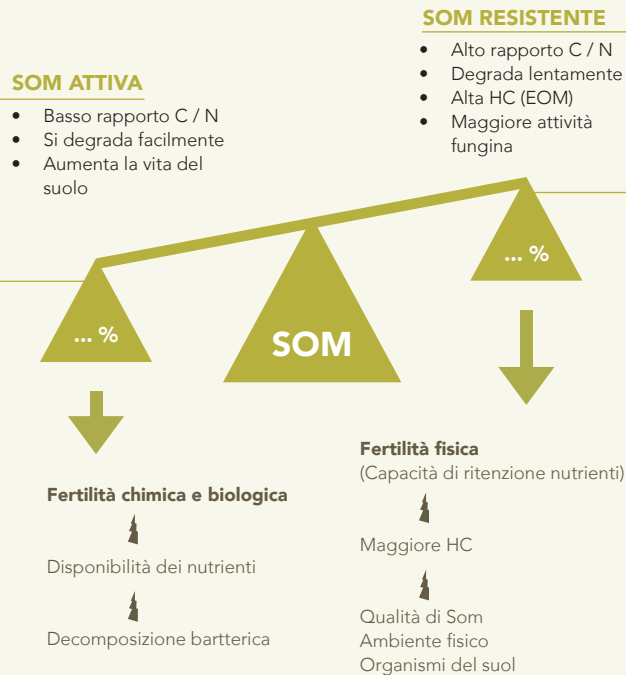 SOM ATTIVA
• Basso rapporto C / N
• Si degrada facilmente
• Aumenta la vita del
suolo
SOM RESISTENTE
• Alto rapporto C / N
• Degrada lentamente
• Alta HC (EOM)
• Maggiore attività
fungina
... %
SOM
... %
Fertilità chimica e biologica
Disponibilità dei nutrienti
Decomposizione bartterica
Fertilità fisica
(Capacità di ritenzione nutrienti)
Maggiore HC
Qualità di Som
Ambiente fisico
Organismi del suol